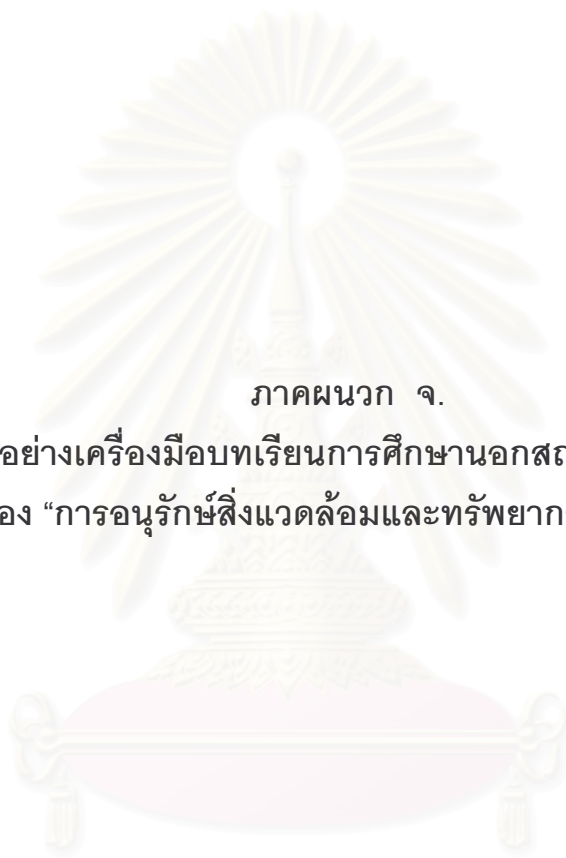 ภาคผนวก จ.
อย่างเครื่องมือบทเรียนการศึกษานอกสถ
อง “การอนุรักษ์สิ่งแวดล้อมและทรัพยาก